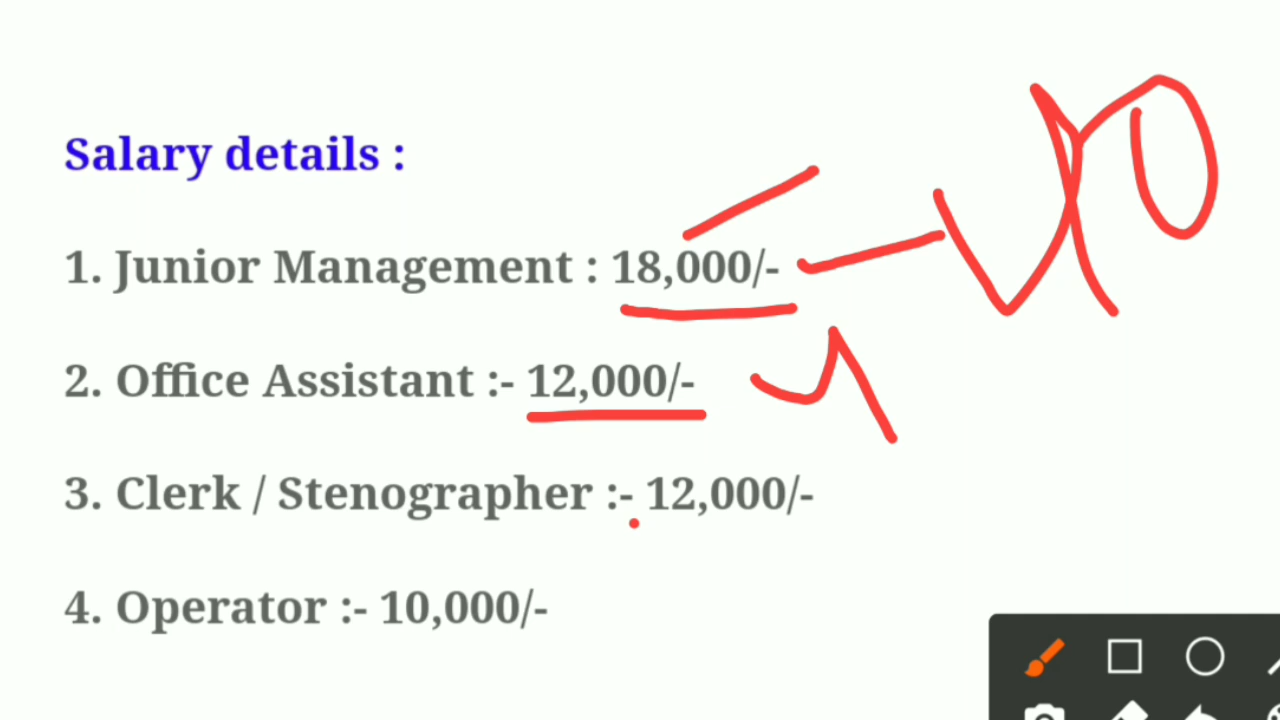 Salary details :
1. Junior Management : 18,000/-
2. Office Assistant :- 12,000/-
3. Clerk / Stenographer :- 12,000/-
4. Operator :- 10,000/-